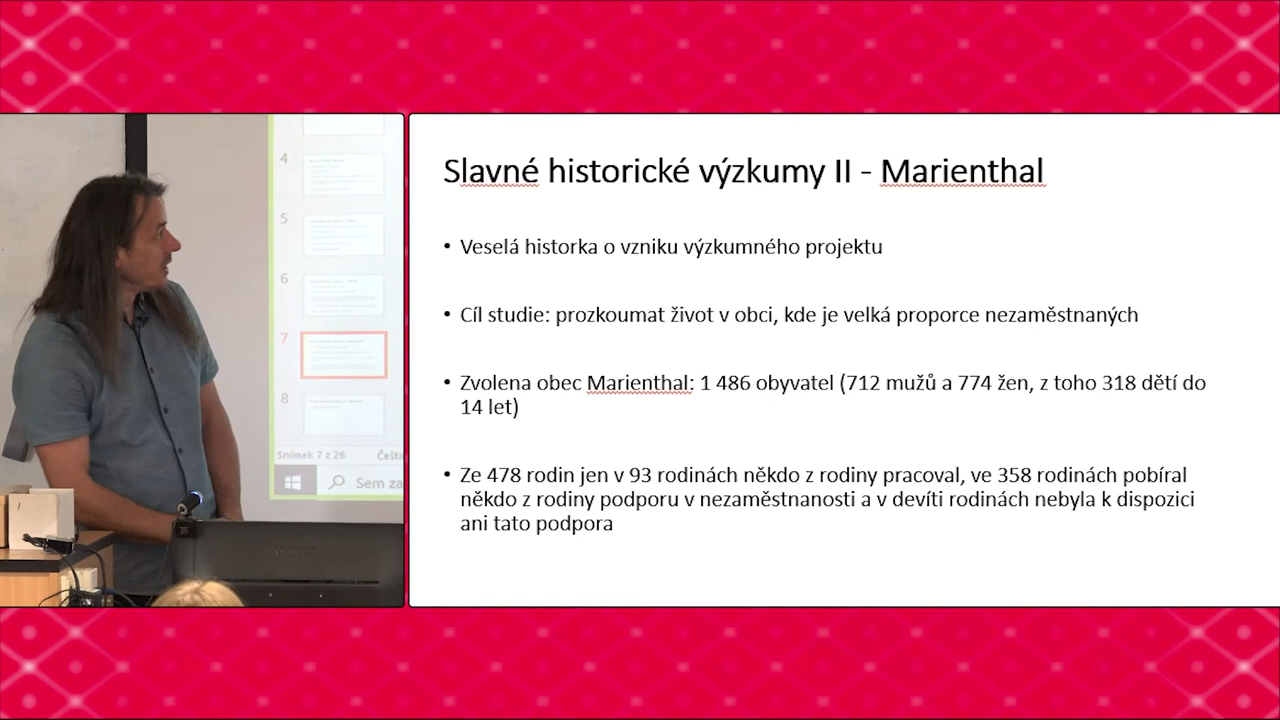 4
5
6
7
8
Snímek 7 z 26
Sem za
Slavné historické výzkumy II - Marienthal
• Veselá historka o vzniku výzkumného projektu
• Cíl studie: prozkoumat život v obci, kde je velká proporce nezaměstnaných
• Zvolena obec Marienthal: 1 486 obyvatel (712 mužů a 774 žen, z toho 318 dětí do
14 let)
• Ze 478 rodin jen v 93 rodinách někdo z rodiny pracoval, ve 358 rodinách pobíral
někdo z rodiny podporu v nezaměstnanosti a v devíti rodinách nebyla k dispozici
ani tato podpora